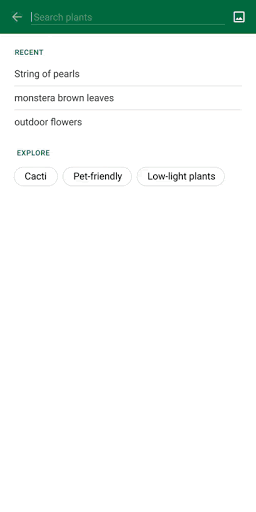 Search plants
RECENT
String of pearls
monstera brown leaves
outdoor flowers
EXPLORE
Cacti Pet-friendly Low-light plants